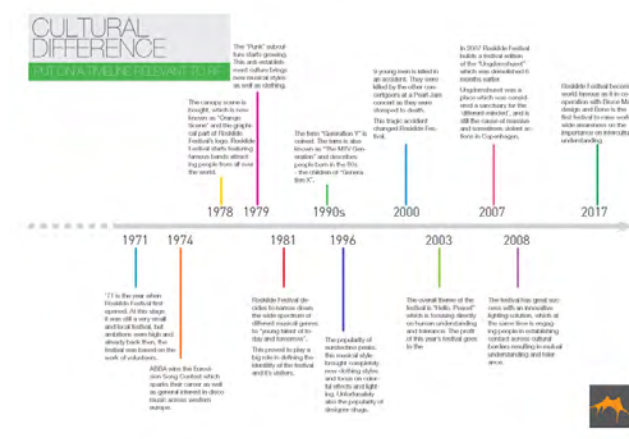 CULTURAL
DIFFERENCE
PUT ON A TIMELINE RELEVANT TO RF
The "Punk" subcul-
ture starts growing.
This anti establish-
ment culture brings
new musical styles
as well as clothing.
The canopy scene is
bought, which is now
known as "Orange
Scene" and the graphi-
cal part of Roskilde
Festival's logo. Roskilde
Festival starts featuring
famous bands attract-
ing people from all over
the world.
The term "Generation Y" is
coined. The term is also
known as "The MTV Gen-
eration" and describes
people born in the 80s
- the children of "Genera-
tion X".
9 young men is killed in
an accident. They were
killed by the other con-
certgoers at a Pearl Jam
concert as they were
stamped to death.
This tragic accident
changed Roskilde Fes-
tival.
In 2007 Roskilde Festival
builds a festival edition
of the "Ungdomshuset"
which was demolished 6
months earlier.
Ungdomshuset was a
place which was consid-
ered a sanctuary for the
'different-minded', and is
still the cause of massive
and sometimes violent ac-
tions in Copenhagen.
Roskilde Festival become
world famous as it is co-
operation with Bruce Ma
design and Bono is the
first festival to raise world
wide awareness on the
importance on intercultu
understanding.
1978
1979
1990s
2000
2007
2017
1971
1974
1981
1996
2003
2008
'71 is the year when
Roskilde Festival first
opened. At this stage
it was still a very small
and local festival, but
ambitions were high and
already back then, the
festival was based on the
work of volunteers.
ABBA wins the Eurovi-
sion Song Contest which
sparks their career as well
as general interest in disco
music across western
europe.
Roskilde Festival de-
cides to narrow down
the wide spectrum of
different musical genres
to "young talent of to-
day and tomorrow".
This proved to play a
big role in defining the
identity of the festival
and it's visitors.
The popularity of
eurotechno peaks.
this musical style
brought completely
new clothing styles
and focus on color-
ful effects and light-
ing. Unfortunately
also the popularity of
designer drugs.
The overall theme of the
festival is "Hello, Peace!"
which is focusing directly
on human understanding
and tolerance. The profit
of this year's festival goes
to the
The festival has great suc-
cess with an innovative
lighting solution, which at
the same time is engag-
ing people in establishing
contact across cultural
borders resulting in mutual
understanding and toler-
ance.